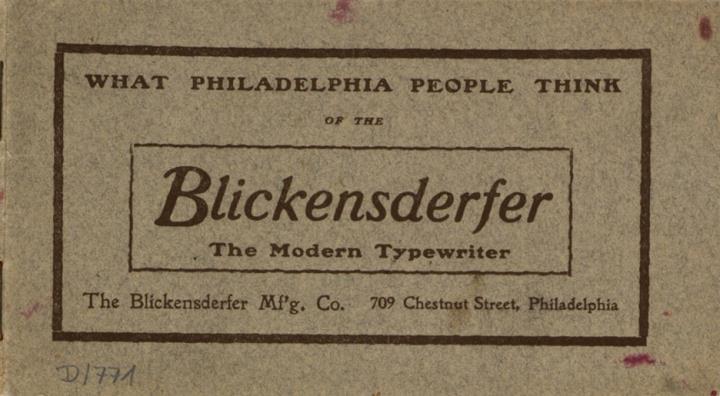 WHAT PHILADELPHIA PEOPLE THINK
OF THE
Blickensderfer
The Modern Typewriter
The Blickensderfer Mf'g. Co. 709 Chestnut Street, Philadelphia
D/771